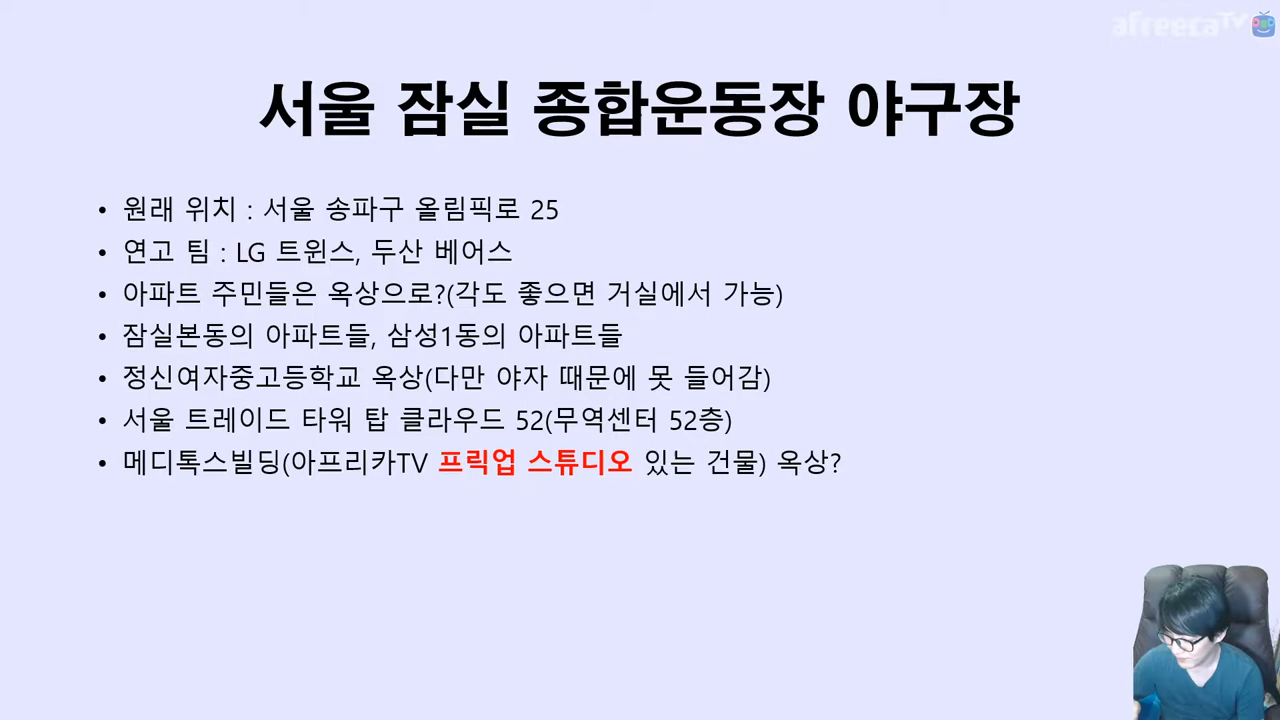 afreecaTV
서울 잠실 종합운동장 야구장
• 원래 위치 : 서울 송파구 올림픽로 25
• 연고 팀 : LG 트윈스, 두산 베어스
• 아파트 주민들은 옥상으로?(각도 좋으면 거실에서 가능)
• 잠실본동의 아파트들, 삼성1동의 아파트들
• 정신여자중고등학교 옥상(다만 야자 때문에 못 들어감)
• 서울 트레이드 타워 탑 클라우드 52(무역센터 52층)
• 메디톡스빌딩(아프리카TV 프릭업 스튜디오 있는 건물) 옥상?